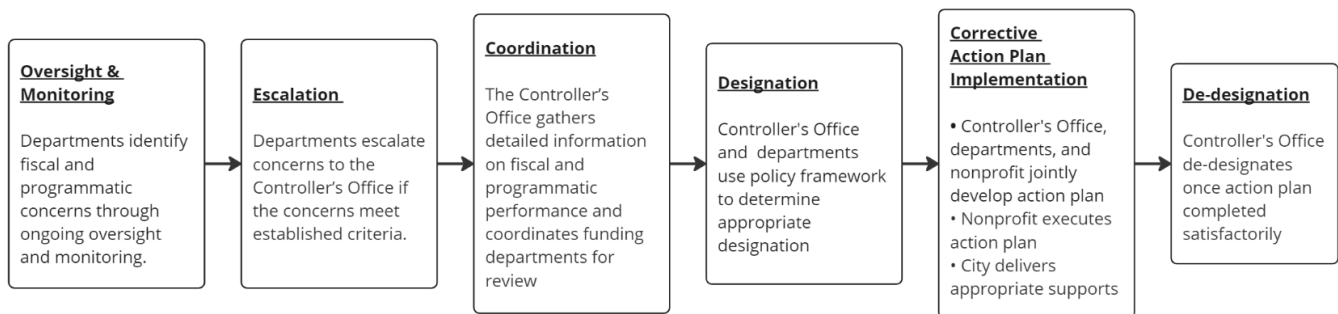 Oversight &
Monitoring
Departments identify
fiscal and
programmatic
concerns through
ongoing oversight
and monitoring.
Escalation
Departments escalate
concerns to the
Controller’s Office if
the concerns meet
established criteria.
Coordination
The Controller’s
Office gathers
detailed information
on fiscal and
programmatic
performance and
coordinates funding
departments for
review
Designation
Controller's Office
and departments
use policy framework
to determine
appropriate
designation
Corrective
Action Plan
Implementation
• Controller's Office,
departments, and
nonprofit jointly
develop action plan
• Nonprofit executes
action plan
• City delivers
appropriate supports
De-designation
Controller's Office
de-designates
once action plan
completed
satisfactorily